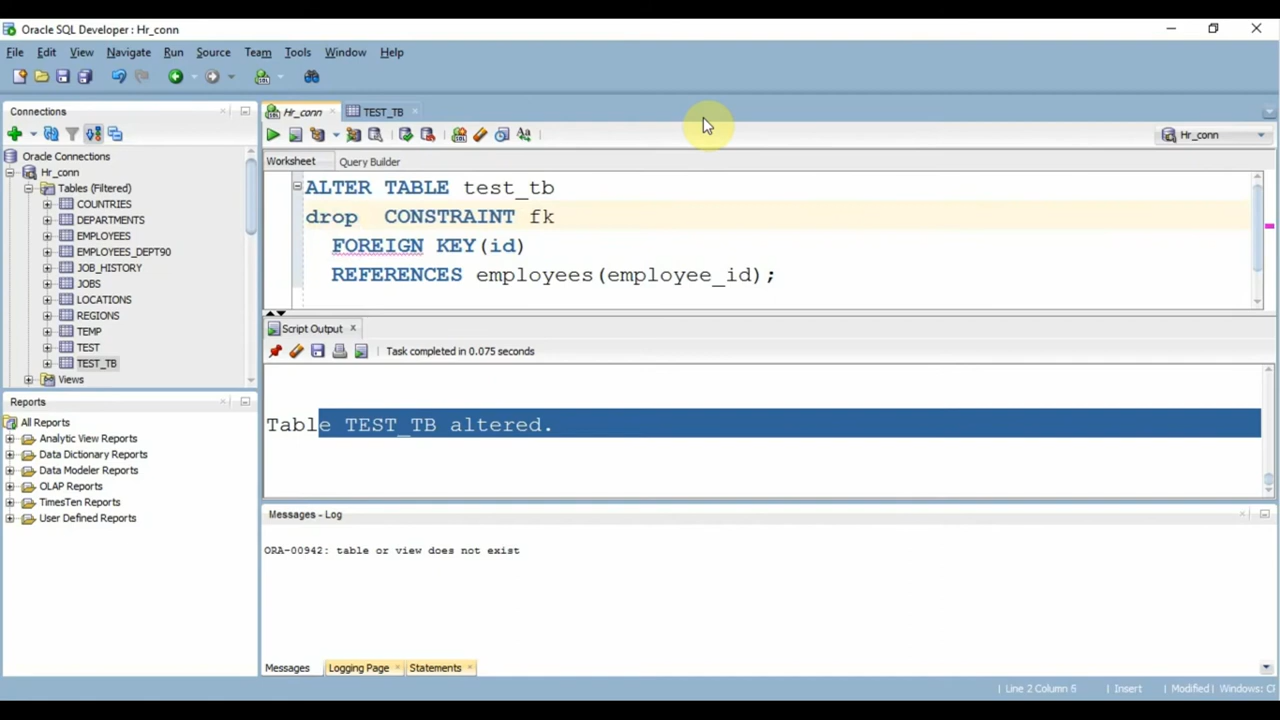 Oracle SQL Developer : Hr_conn
File Edit View Navigate Run Source Team Tools Window Help
Connections
Oracle Connections
Hr_conn
Tables (Filtered)
COUNTRIES
DEPARTMENTS
EMPLOYEES
EMPLOYEES_DEPT90
JOB_HISTORY
JOBS
LOCATIONS
REGIONS
TEMP
TEST
TEST_TB
Views
Reports
All Reports
Analytic View Reports
Data Dictionary Reports
Data Modeler Reports
OLAP Reports
TimesTen Reports
User Defined Reports
Hr_conn TEST_TB
Hr_conn
Worksheet Query Builder
ALTER TABLE test_tb
drop CONSTRAINT fk
FOREIGN KEY(id)
REFERENCES employees(employee_id);
Script Output
Task completed in 0.075 seconds
Table TEST_TB altered.
Messages - Log
ORA-00942: table or view does not exist
Messages Logging Page Statements
Line 2 Column 6 Insert Modified Windows: Cl